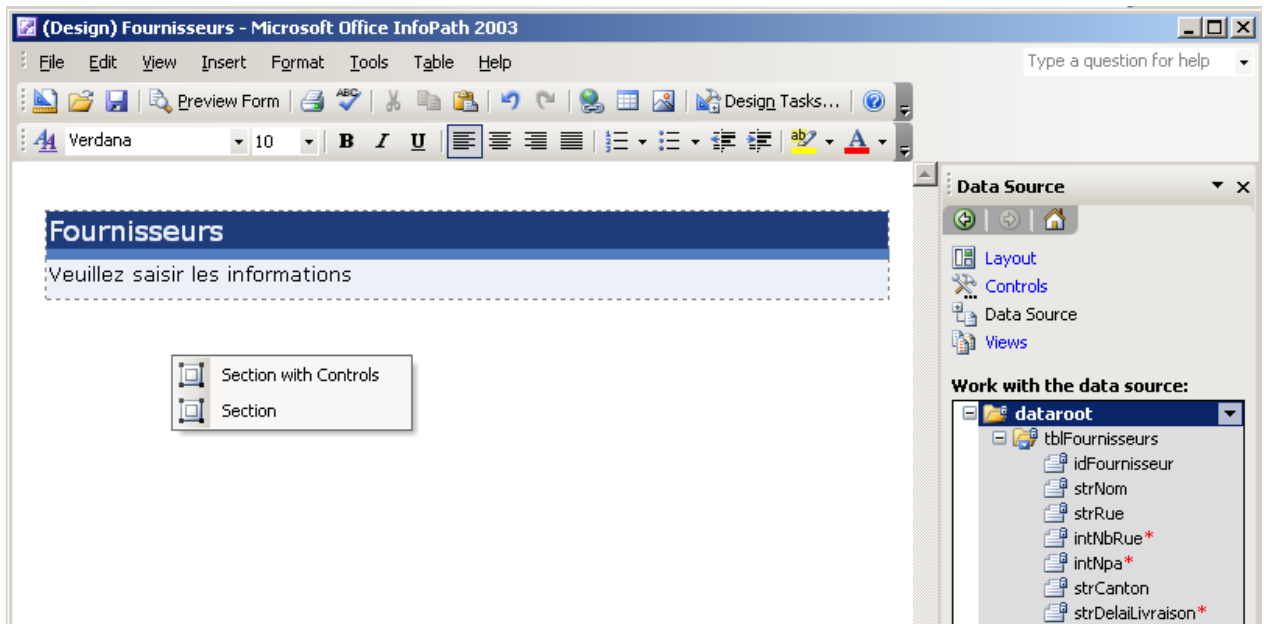 (Design) Fournisseurs - Microsoft Office InfoPath 2003
File Edit View Insert Format Tools Table Help
Type a question for help
Preview Form
ABC
Design Tasks...
Verdana
10
B I U
ab
A
Data Source
Fournisseurs
Veuillez saisir les informations
Layout
Controls
Data Source
Views
Section with Controls
Section
Work with the data source:
dataroot
tblFournisseurs
idFournisseur
strNom
strRue
intNbRue*
intNpa*
strCanton
strDelaiLivraison*